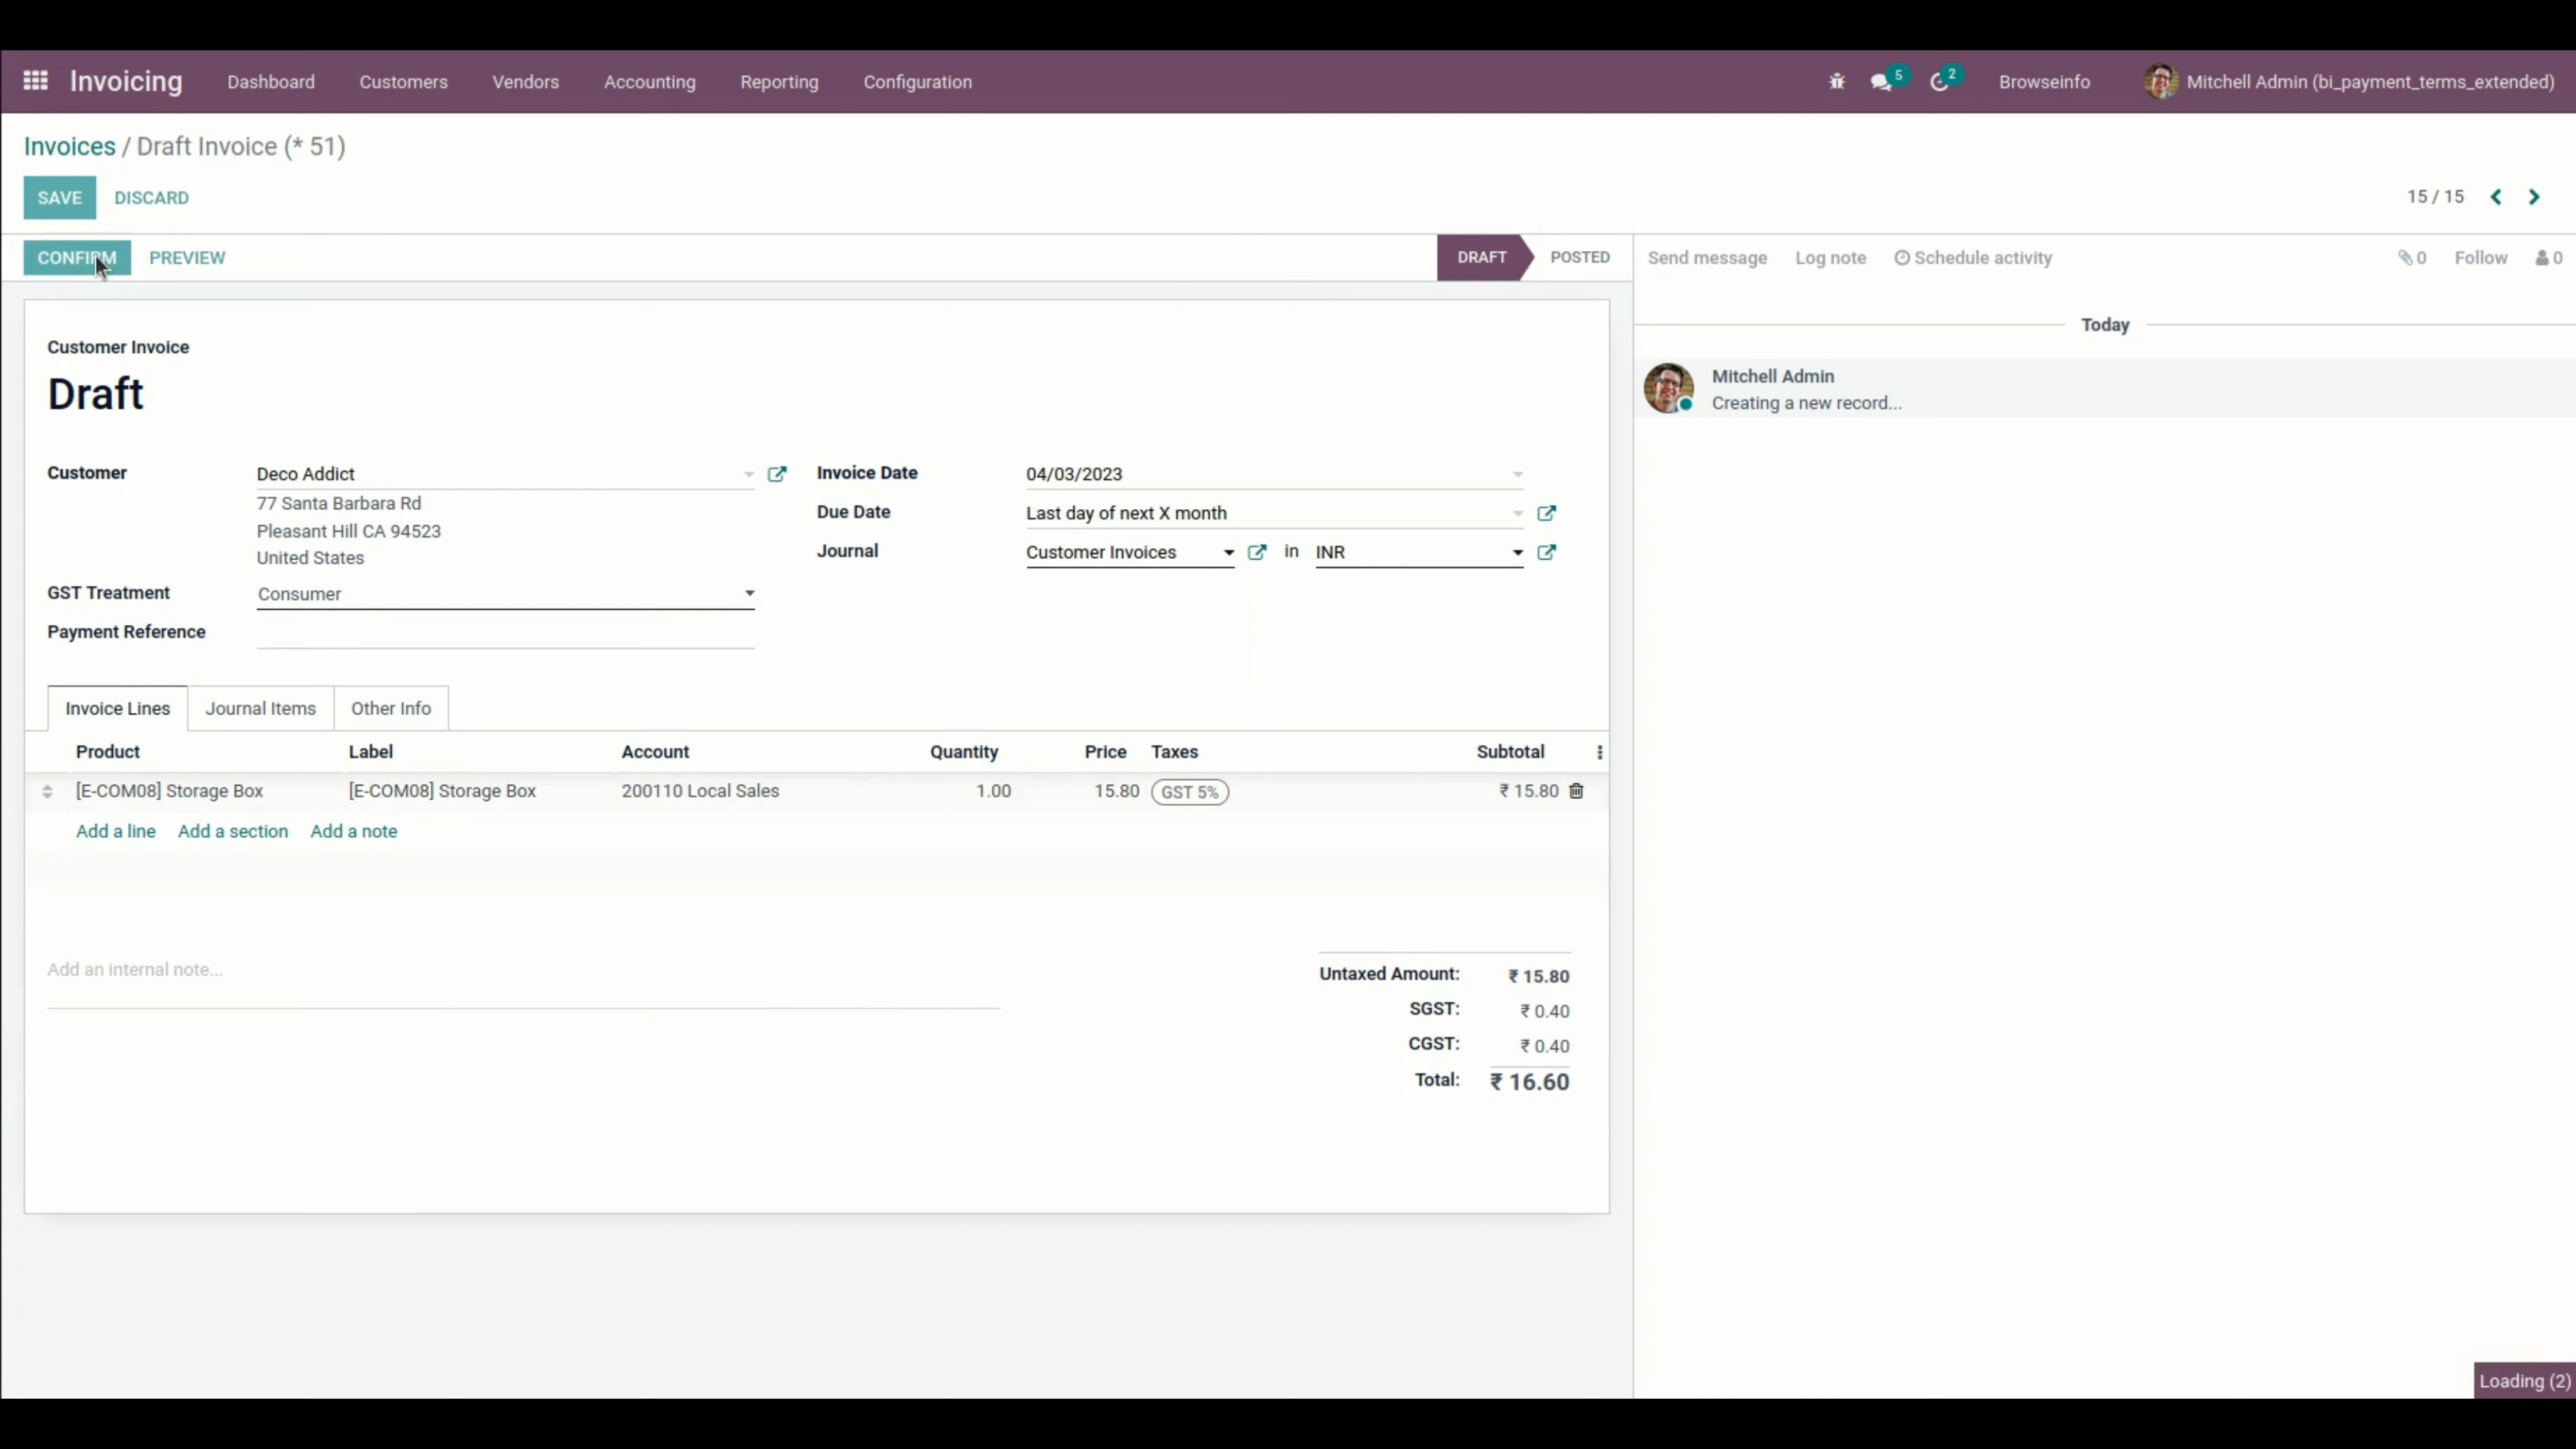 Invoicing Dashboard Customers Vendors Accounting Reporting Configuration 5 2 Browseinfo Mitchell Admin (bi_payment_terms_extended)
Invoices / Draft Invoice (* 51)
SAVE DISCARD 15 / 15
CONFIRM PREVIEW DRAFT POSTED Send message Log note Schedule activity 0 Follow 0
Today
Mitchell Admin
Creating a new record...
Customer Invoice
Draft
Customer Deco Addict Invoice Date 04/03/2023
77 Santa Barbara Rd
Pleasant Hill CA 94523
United States
Due Date Last day of next X month
Journal Customer Invoices in INR
GST Treatment Consumer
Payment Reference
Invoice Lines Journal Items Other Info
Product Label Account Quantity Price Taxes Subtotal
[E-COM08] Storage Box [E-COM08] Storage Box 200110 Local Sales 1.00 15.80 GST 5% ₹ 15.80
Add a line Add a section Add a note
Add an internal note...
Untaxed Amount: ₹ 15.80
SGST: ₹ 0.40
CGST: ₹ 0.40
Total: ₹ 16.60
Loading (2)